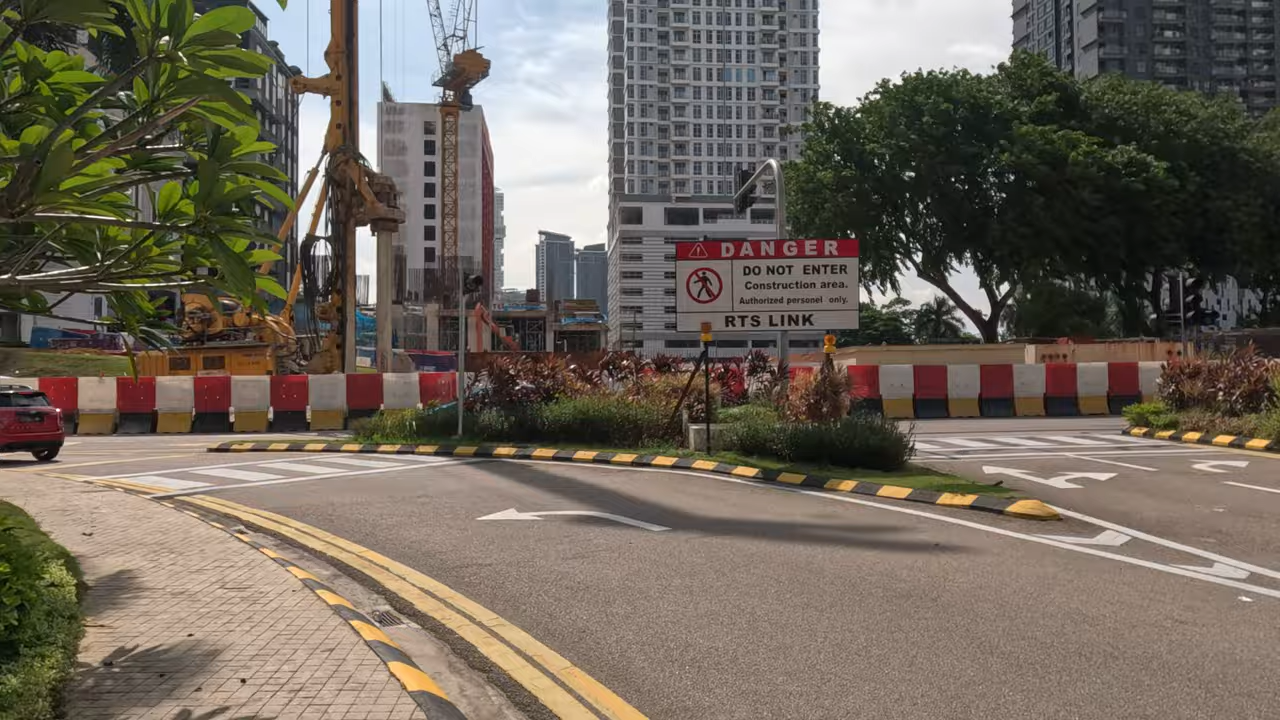 DANGER
DO NOT ENTER
Construction area.
Authorized personel only.
RTS LINK